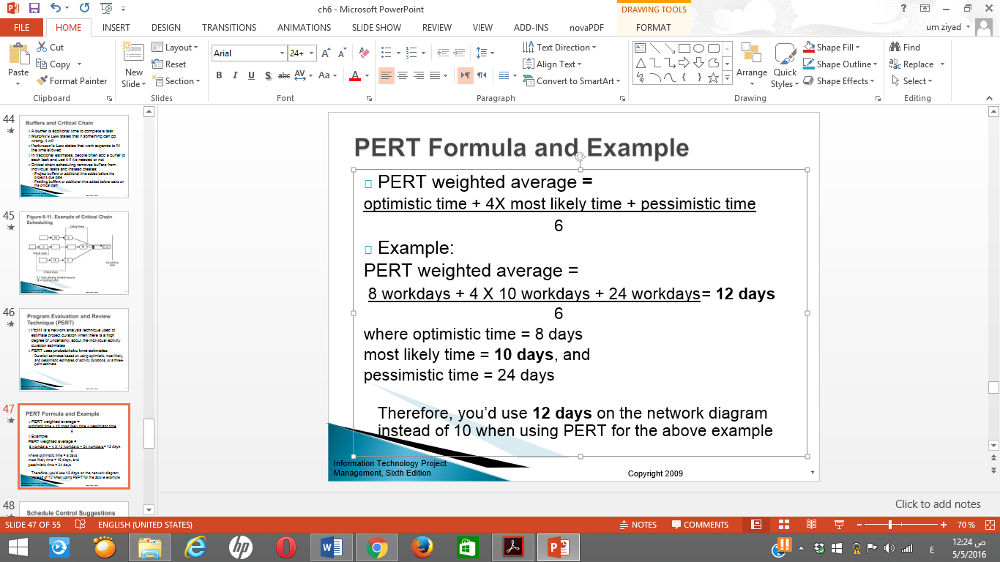 ch6 - Microsoft PowerPoint
DRAWING TOOLS
FILE HOME INSERT DESIGN TRANSITIONS ANIMATIONS SLIDE SHOW REVIEW VIEW ADD-INS novaPDF FORMAT um ziyad
Paste
Cut
Copy
Format Painter
Clipboard
New Slide
Layout
Reset
Section
Slides
Arial 24+
B I U S abc AV Aa A
Font
Text Direction
Align Text
Convert to SmartArt
Paragraph
Arrange
Quick Styles
Shape Fill
Shape Outline
Shape Effects
Drawing
Find
Replace
Select
Editing
44
Buffers and Critical Chain
A buffer is additional time to complete a task
Murphy's Law states that if something can go
wrong, it will
Parkinson's Law states that work expands to fill
the time allowed
In traditional estimates, people often add a buffer to
each task and use it if it's needed or not
Critical chain scheduling removes buffers from
individual tasks and instead creates:
Project buffers or additional time added before the
project's due date
Feeding buffers or additional time added before tasks on
the critical path
45
Figure 6-11. Example of Critical Chain
Scheduling
46
Program Evaluation and Review
Technique (PERT)
PERT is a network analysis technique used to
estimate project duration when there is a high
degree of uncertainty about the individual activity
duration estimates
PERT uses probabilistic time estimates
Duration estimates based on using optimistic, most likely,
and pessimistic estimates of activity durations, or a three-
point estimate
47
PERT Formula and Example
PERT weighted average =
optimistic time + 4X most likely time + pessimistic time
6
Example:
PERT weighted average =
8 workdays + 4 X 10 workdays + 24 workdays= 12 days
6
where optimistic time = 8 days
most likely time = 10 days, and
pessimistic time = 24 days
Therefore, you'd use 12 days on the network diagram
instead of 10 when using PERT for the above example
48
Schedule Control Suggestions
PERT Formula and Example
PERT weighted average =
optimistic time + 4X most likely time + pessimistic time
6
Example:
PERT weighted average =
8 workdays + 4 X 10 workdays + 24 workdays= 12 days
6
where optimistic time = 8 days
most likely time = 10 days, and
pessimistic time = 24 days
Therefore, you’d use 12 days on the network diagram
instead of 10 when using PERT for the above example
Information Technology Project
Management, Sixth Edition
Copyright 2009
*
Click to add notes
SLIDE 47 OF 55 ENGLISH (UNITED STATES) NOTES COMMENTS 70 %
ع
12:24 ص
5/5/2016